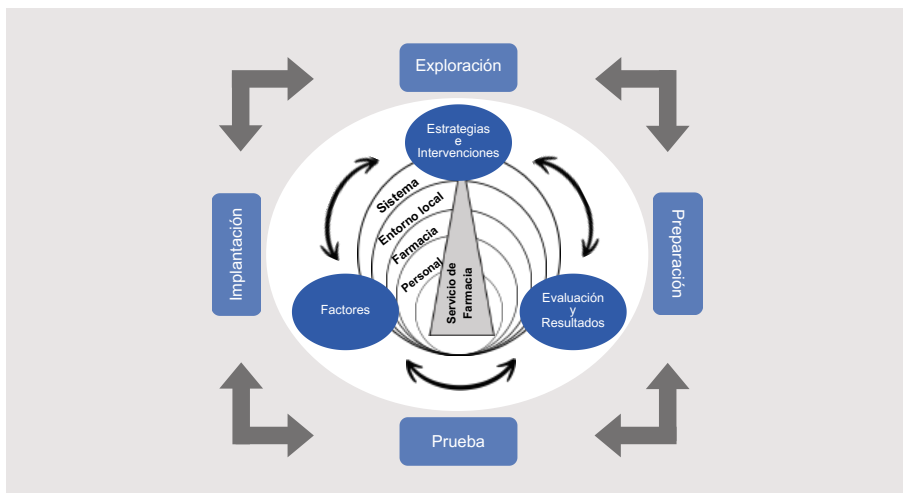 Exploración
Estrategias
e
Intervenciones
Sistema
Entorno local
Farmacia
Personal
Servicio de
Farmacia
Implantación
Preparación
Factores
Evaluación
y
Resultados
Prueba